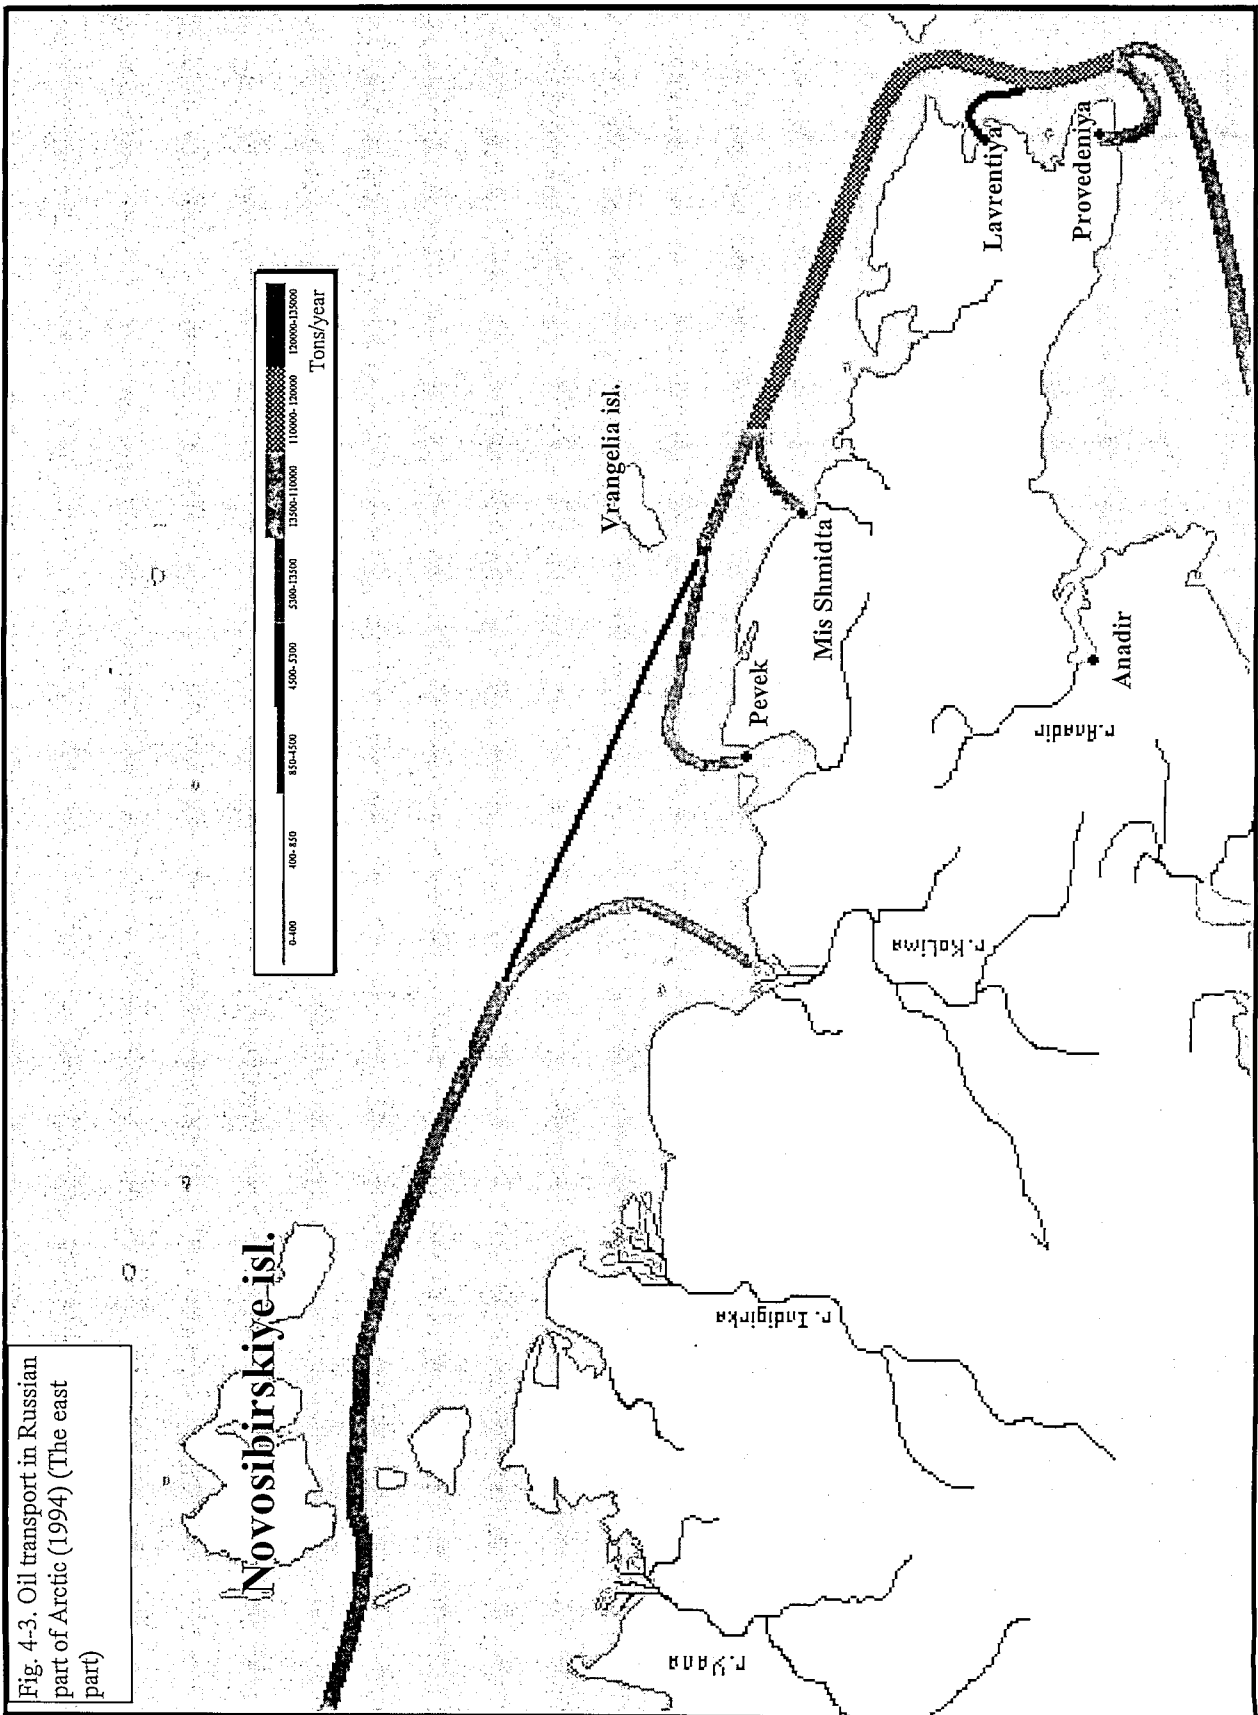 Fig. 4-3. Oil transport in Russian
part of Arctic (1994) (The east
part)
0-400
400-850
850-4500
4500-5300
5300-13500
13500-110000
110000-120000
120000-135000
Tons/year
Novosibirskiye isl.
Vrangelia isl.
Pevek
Mis Shmidta
Lavrentiya
Provedeniya
Anadir
r.Anadir
r.Kolima
r.Indigirka
r.Yana